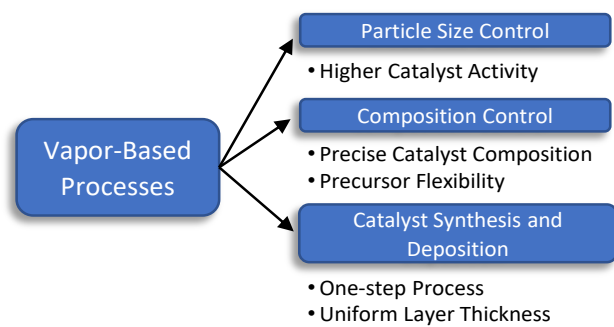 Vapor-Based
Processes
Particle Size Control
• Higher Catalyst Activity
Composition Control
• Precise Catalyst Composition
• Precursor Flexibility
Catalyst Synthesis and
Deposition
• One-step Process
• Uniform Layer Thickness